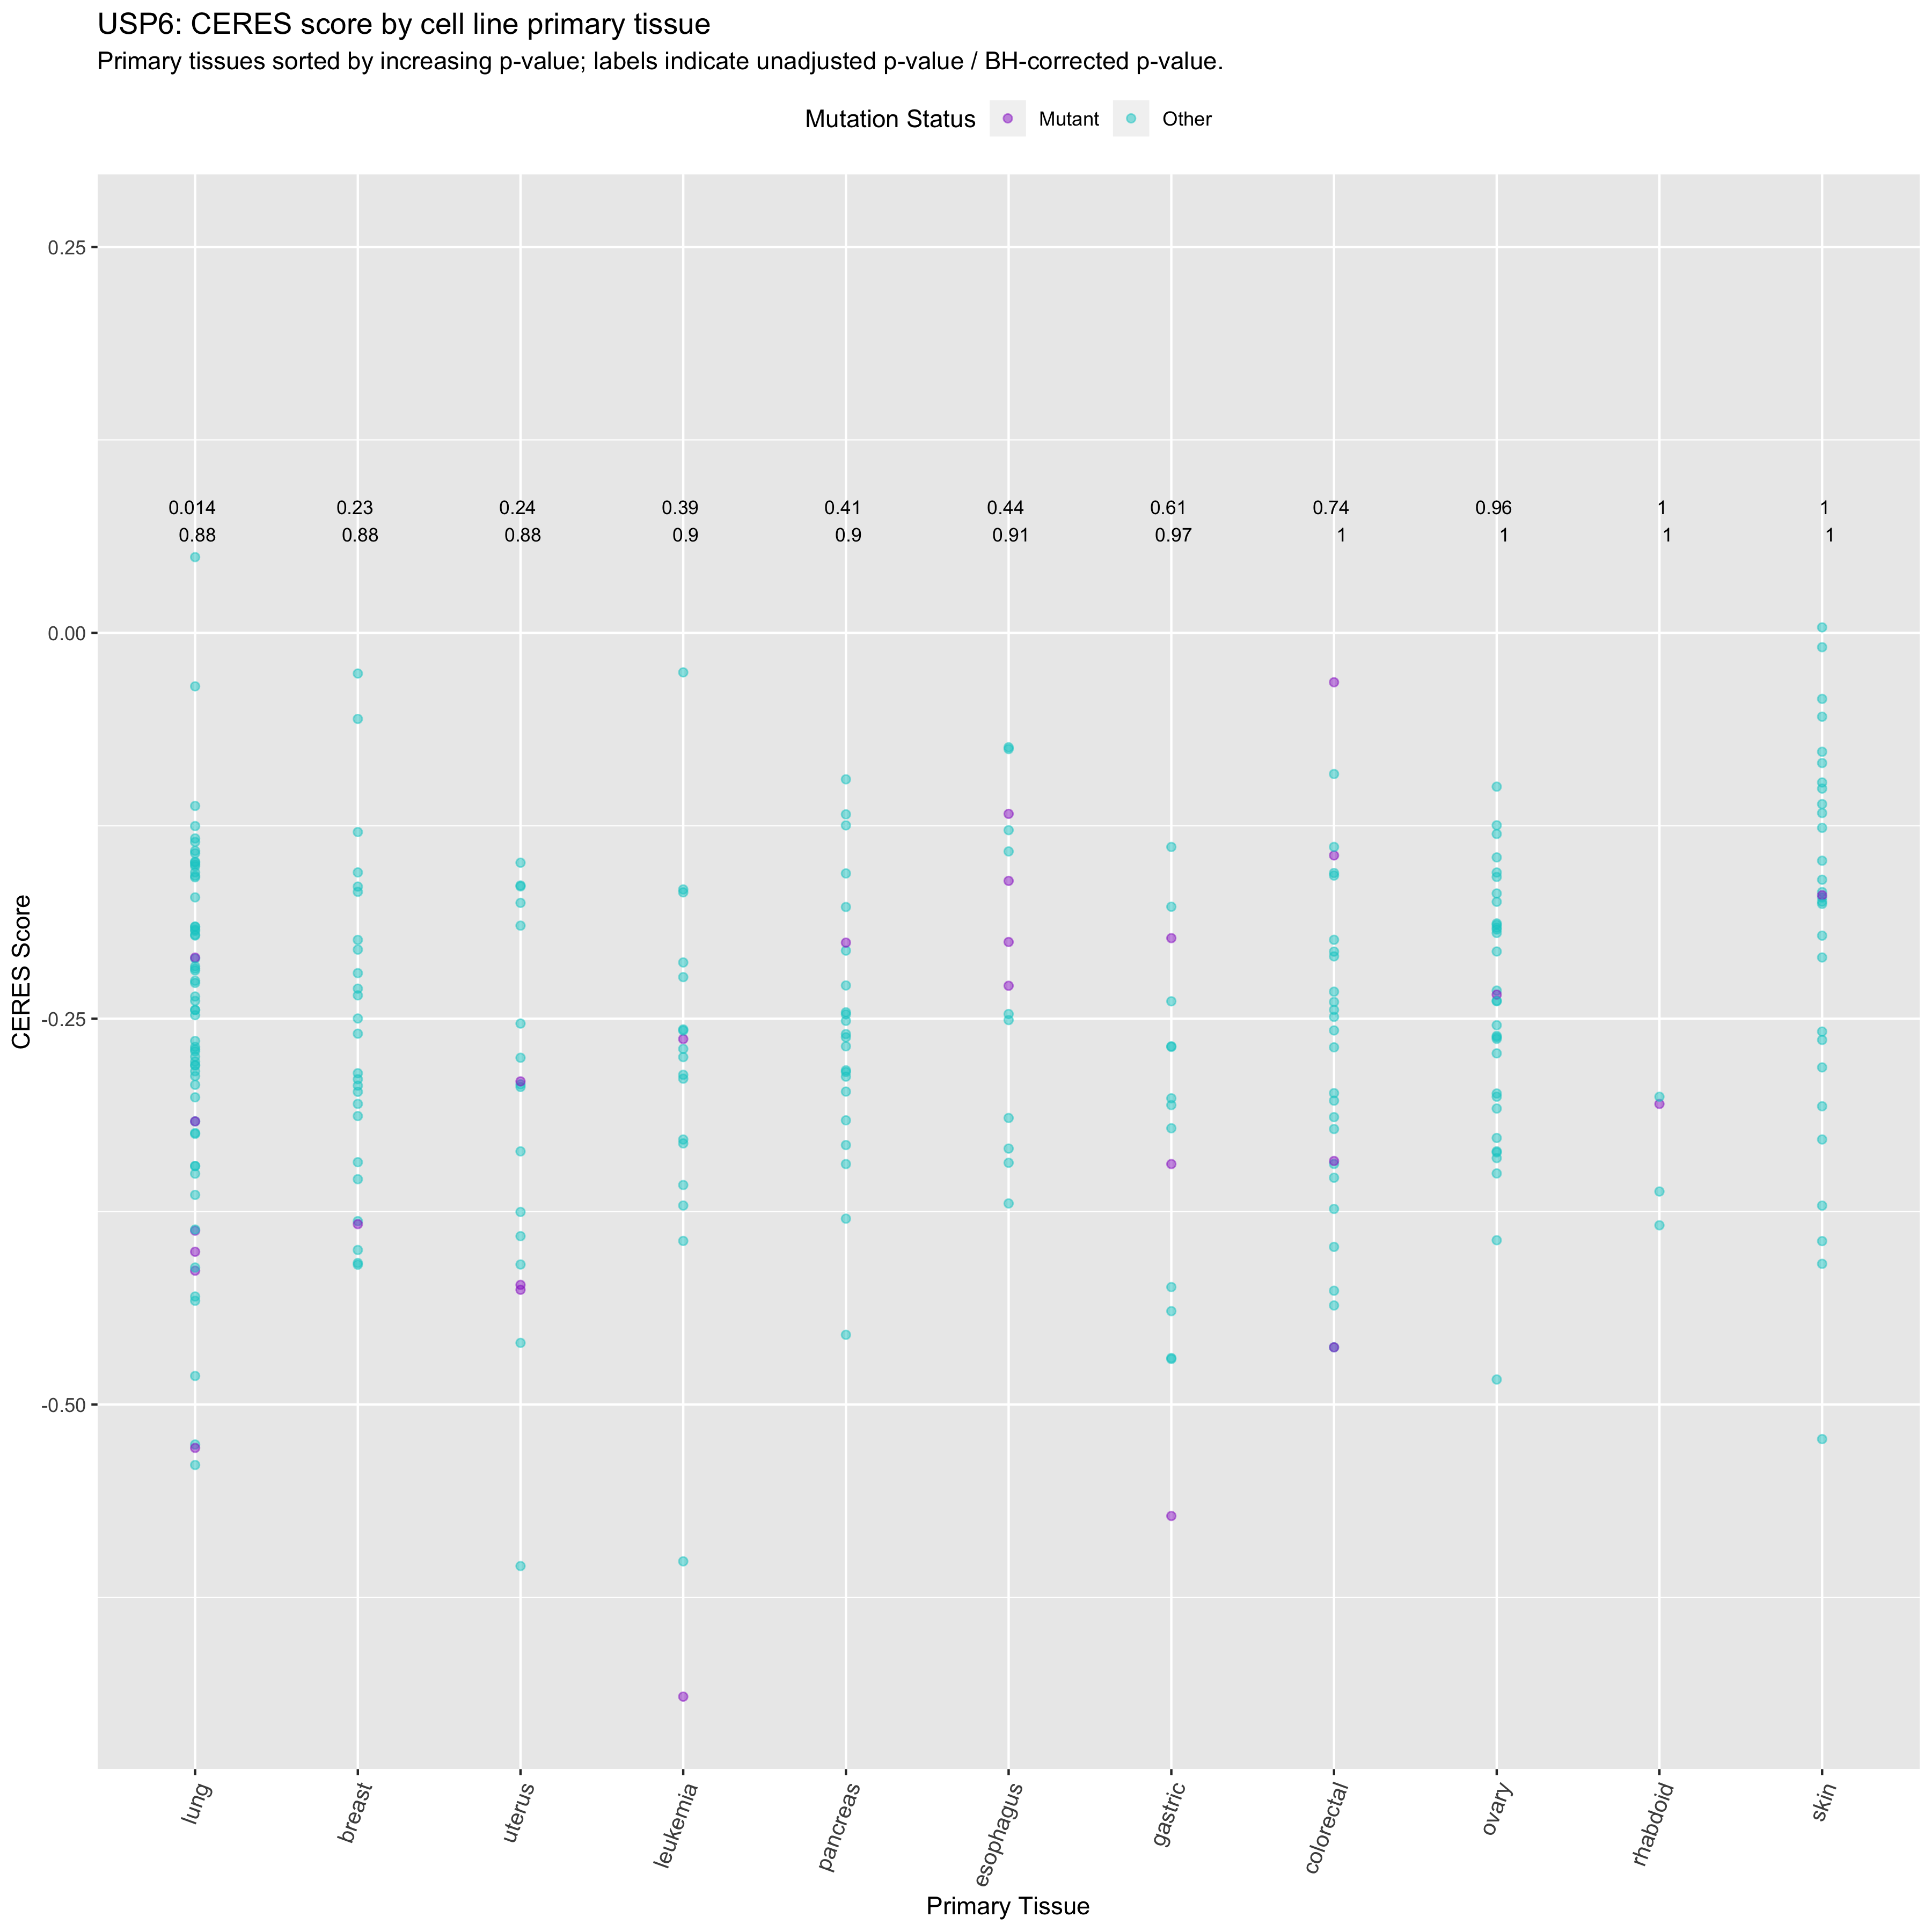 USP6: CERES score by cell line primary tissue
Primary tissues sorted by increasing p-value; labels indicate unadjusted p-value / BH-corrected p-value.
Mutation Status Mutant Other
0.25
0.014 0.23 0.24 0.39 0.41 0.44 0.61 0.74 0.96 1 1
0.88 0.88 0.88 0.9 0.9 0.91 0.97 1 1 1 1
0.00
CERES Score
-0.25
-0.50
lung breast uterus leukemia pancreas esophagus gastric colorectal ovary rhabdoid skin
Primary Tissue